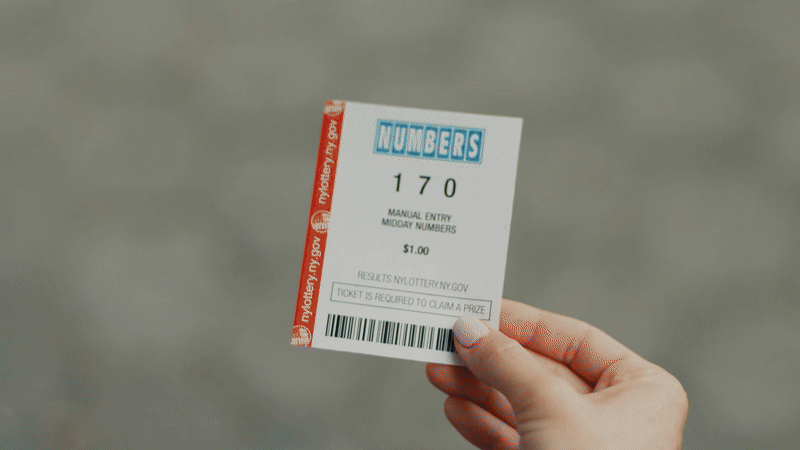 NUMBERS
1 7 0
MANUAL ENTRY
MIDDAY NUMBERS
$1.00
RESULTS NYLOTTERY.NY.GOV
TICKET IS REQUIRED TO CLAIM A PRIZE
nylottery.ny.gov
nylottery.ny.gov